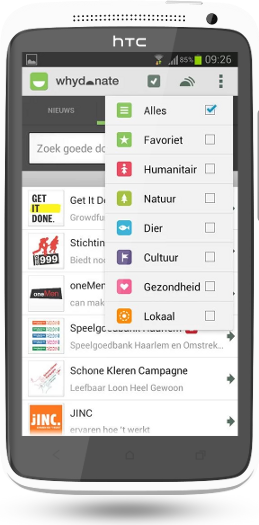 hTC
85% 09:26
whydonate
NIEUWS
Zoek goede do
Alles
Favoriet
Humanitair
Natuur
Dier
Cultuur
Gezondheid
Lokaal
GET IT DONE.
Get It Do
Growdfu
999
Stichtin
Biedt no
oneMen
oneMen
can mak
Speelgoedbank Haarlem
Speelgoedbank Haarlem en Omstrek...
Schone Kleren Campagne
Leefbaar Loon Heel Gewoon
JINC.
JINC
ervaren hoe 't werkt